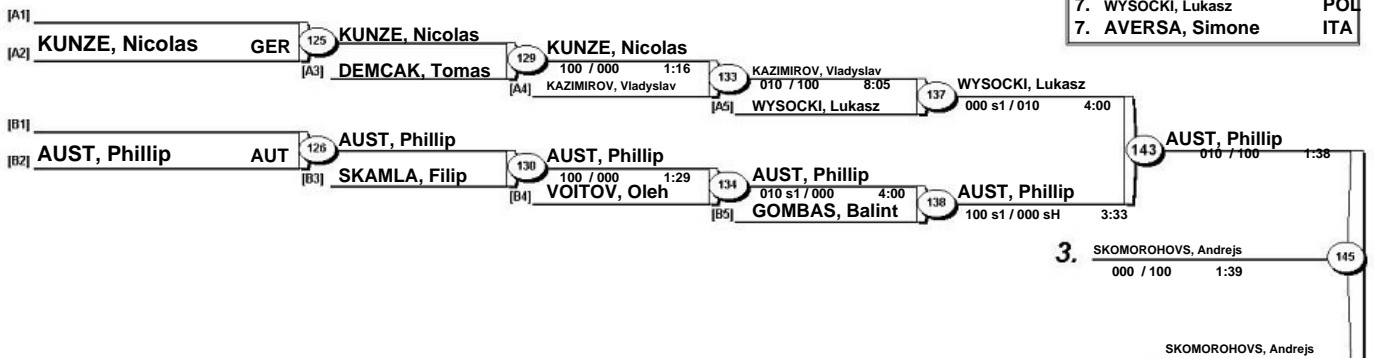 7. WYSOCKI, Lukasz POL
7. AVERSA, Simone ITA
[A1]
[A2] KUNZE, Nicolas GER
125
KUNZE, Nicolas
[A3] DEMCAK, Tomas
129
KUNZE, Nicolas
100 / 000 1:16
[A4] KAZIMIROV, Vladyslav
133
KAZIMIROV, Vladyslav
010 / 100 8:05
[A5] WYSOCKI, Lukasz
137
WYSOCKI, Lukasz
000 s1 / 010 4:00
[B1]
[B2] AUST, Phillip AUT
126
AUST, Phillip
[B3] SKAMLA, Filip
130
AUST, Phillip
100 / 000 1:29
[B4] VOITOV, Oleh
134
AUST, Phillip
010 s1 / 000 4:00
[B5] GOMBAS, Balint
138
AUST, Phillip
100 s1 / 000 sH 3:33
143
AUST, Phillip
010 / 100 1:38
3. SKOMOROHOVS, Andrejs
000 / 100 1:39
145
SKOMOROHOVS, Andrejs